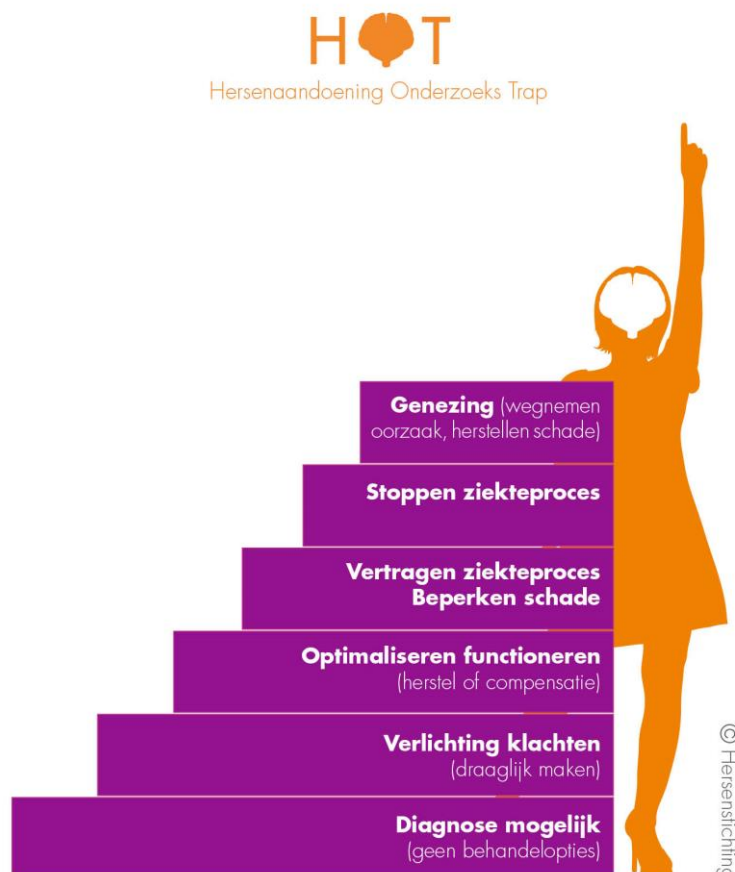 HOT
Hersenaandoening Onderzoeks Trap
Genezing (wegnemen
oorzaak, herstellen schade)
Stoppen ziekteproces
Vertragen ziekteproces
Beperken schade
Optimaliseren functioneren
(herstel of compensatie)
Verlichting klachten
(draaglijk maken)
Diagnose mogelijk
(geen behandelopties)
© Hersenstichting